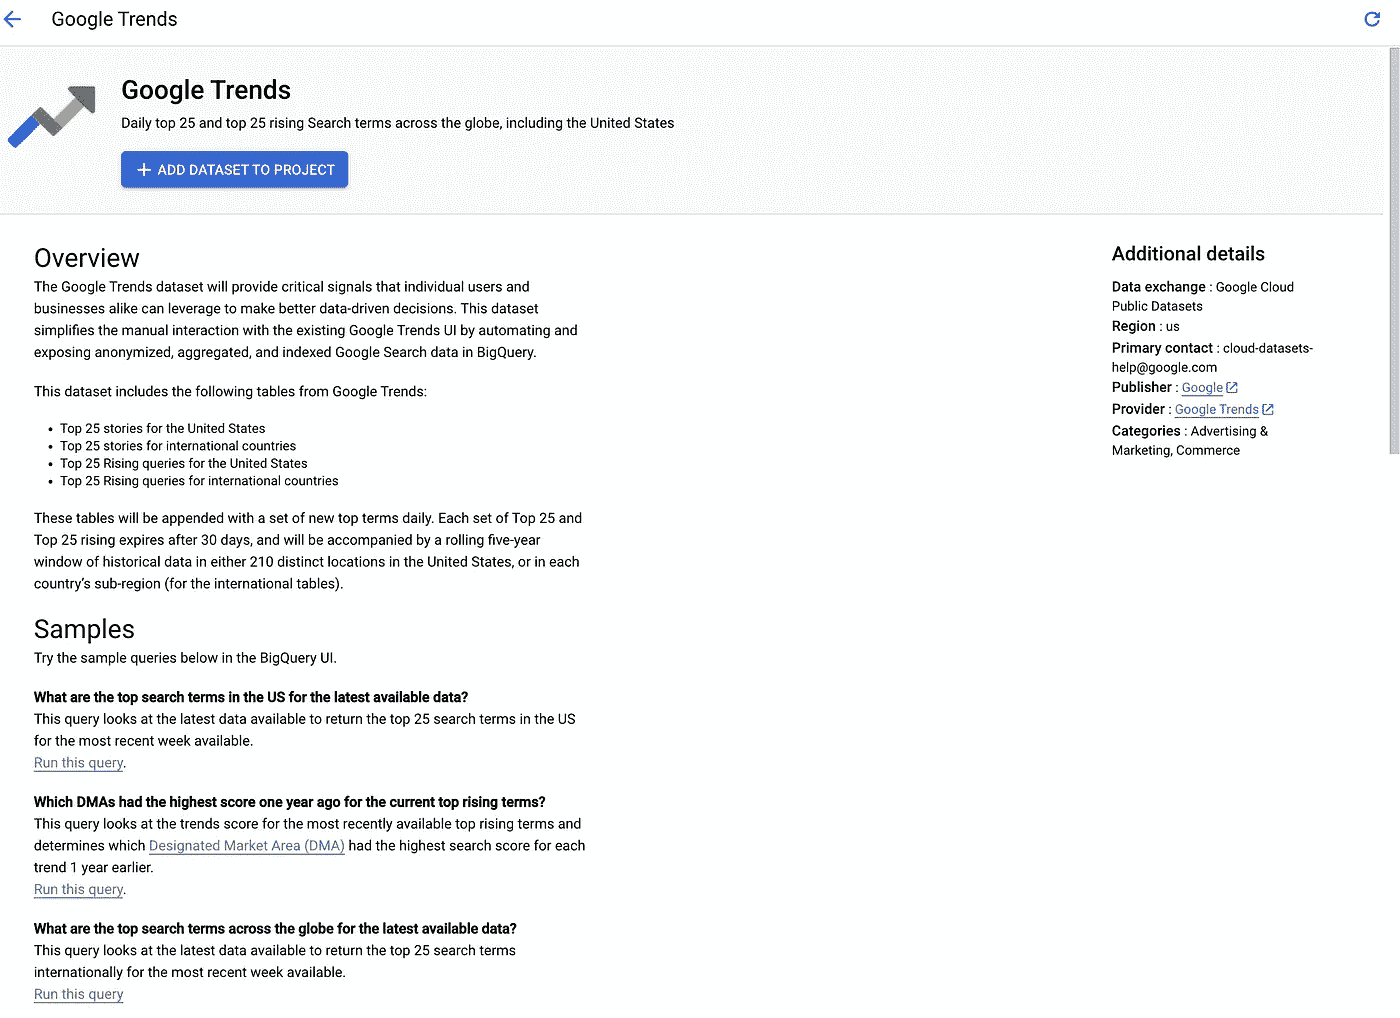 Google Trends
Google Trends
Daily top 25 and top 25 rising Search terms across the globe, including the United States
+ ADD DATASET TO PROJECT
Overview
The Google Trends dataset will provide critical signals that individual users and
businesses alike can leverage to make better data-driven decisions. This dataset
simplifies the manual interaction with the existing Google Trends UI by automating and
exposing anonymized, aggregated, and indexed Google Search data in BigQuery.
This dataset includes the following tables from Google Trends:
• Top 25 stories for the United States
• Top 25 stories for international countries
• Top 25 Rising queries for the United States
• Top 25 Rising queries for international countries
These tables will be appended with a set of new top terms daily. Each set of Top 25 and
Top 25 rising expires after 30 days, and will be accompanied by a rolling five-year
window of historical data in either 210 distinct locations in the United States, or in each
country's sub-region (for the international tables).
Samples
Try the sample queries below in the BigQuery UI.
What are the top search terms in the US for the latest available data?
This query looks at the latest data available to return the top 25 search terms in the US
for the most recent week available.
Run this query.
Which DMAs had the highest score one year ago for the current top rising terms?
This query looks at the trends score for the most recently available top rising terms and
determines which Designated Market Area (DMA) had the highest search score for each
trend 1 year earlier.
Run this query.
What are the top search terms across the globe for the latest available data?
This query looks at the latest data available to return the top 25 search terms
internationally for the most recent week available.
Run this query
Additional details
Data exchange : Google Cloud
Public Datasets
Region : us
Primary contact : cloud-datasets-
help@google.com
Publisher : Google
Provider : Google Trends
Categories : Advertising &
Marketing, Commerce